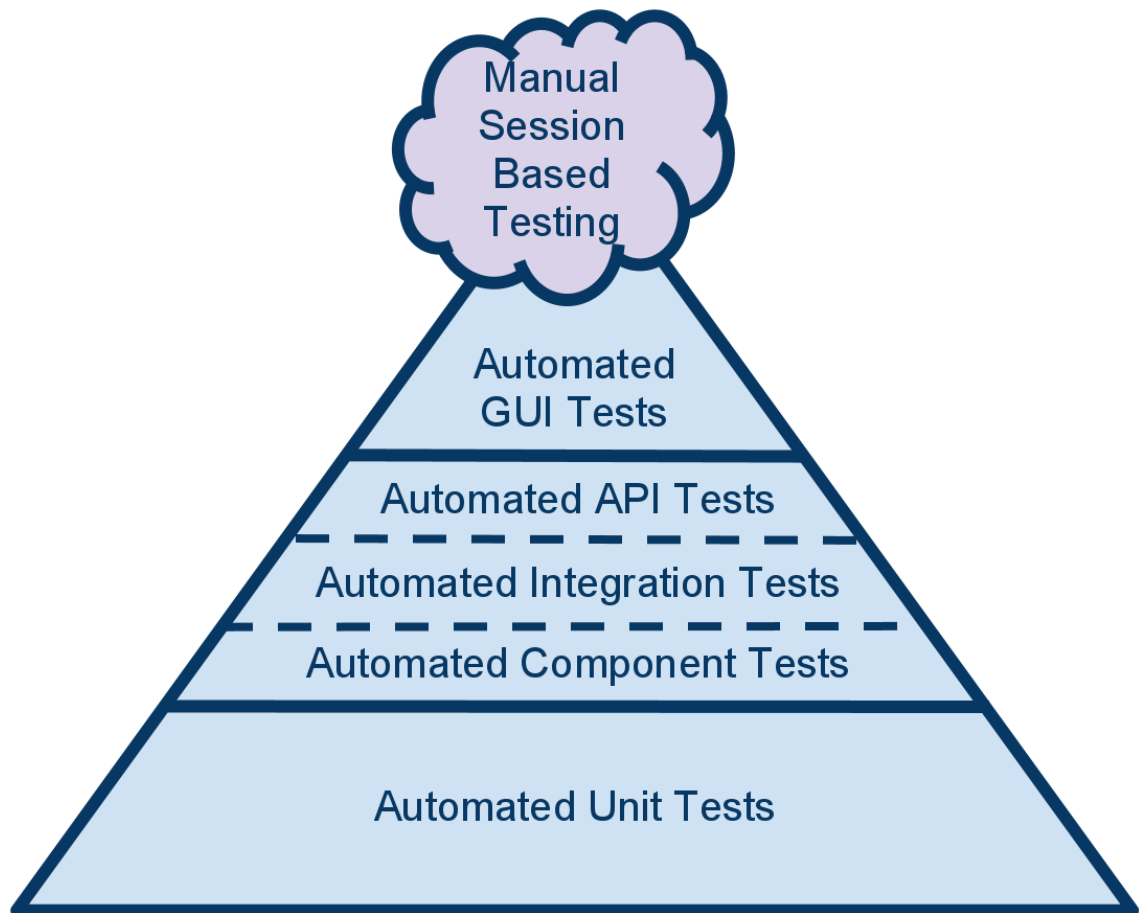 Manual
Session
Based
Testing
Automated
GUI Tests
Automated API Tests
Automated Integration Tests
Automated Component Tests
Automated Unit Tests